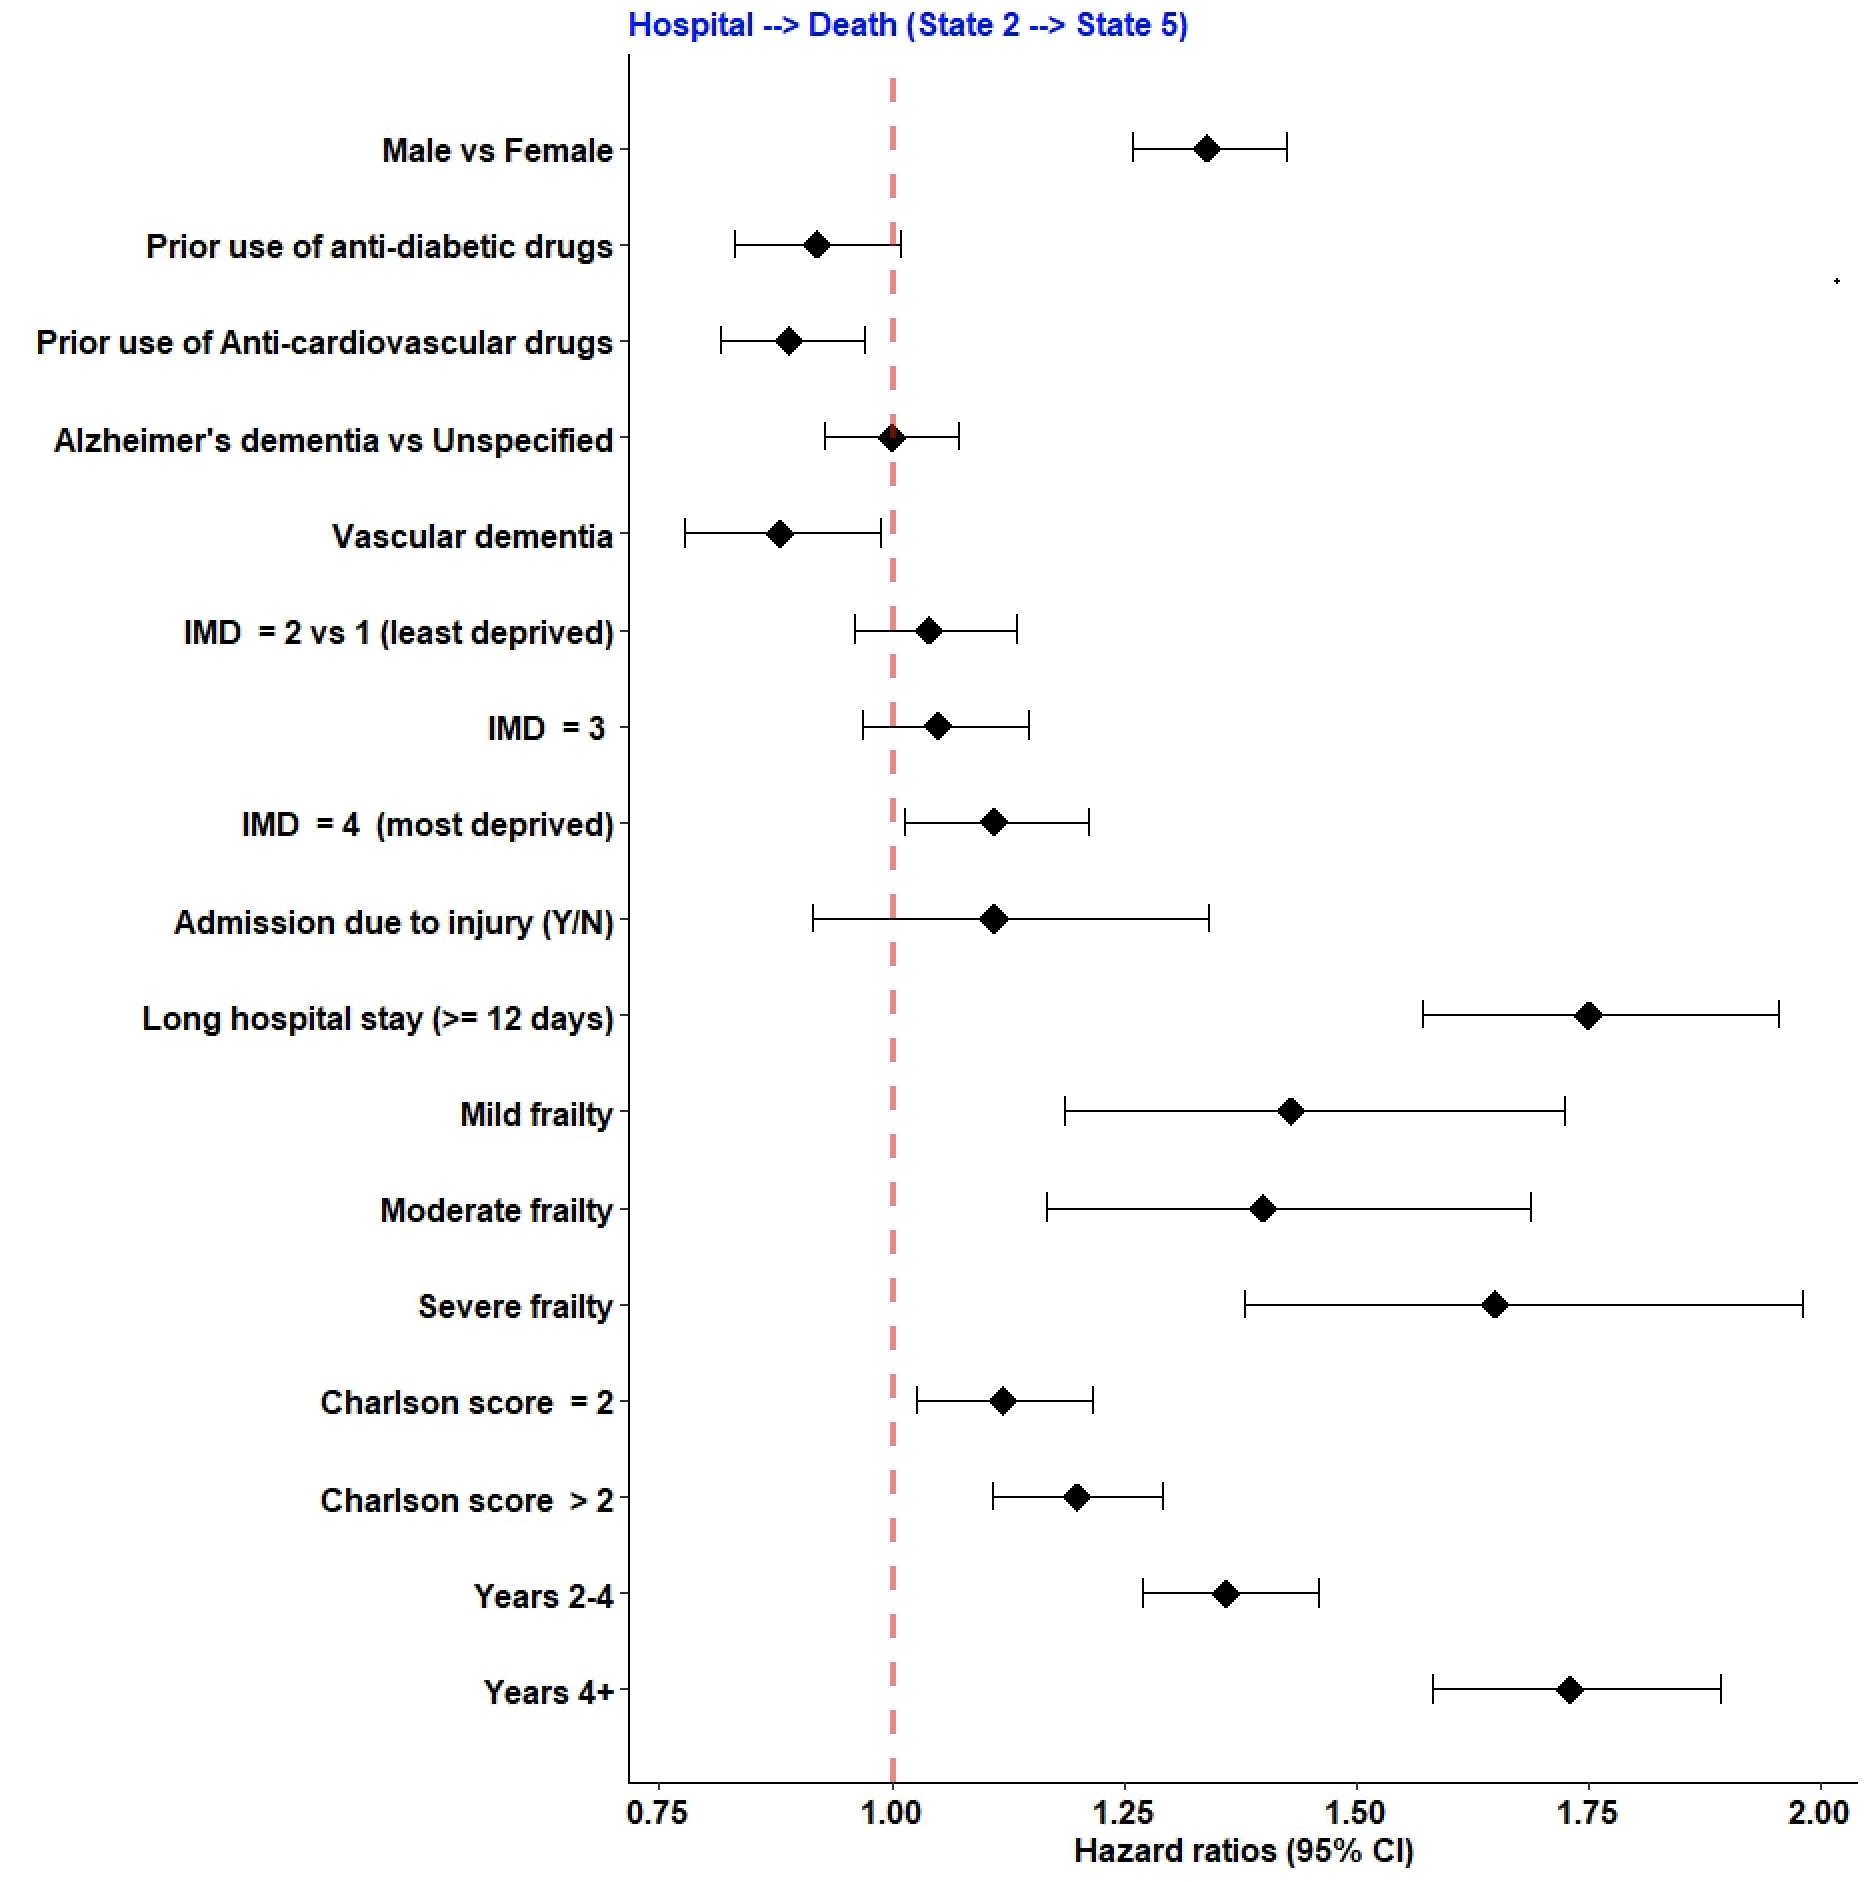 Hospital --> Death (State 2 --> State 5)
Male vs Female
Prior use of anti-diabetic drugs
Prior use of Anti-cardiovascular drugs
Alzheimer's dementia vs Unspecified
Vascular dementia
IMD = 2 vs 1 (least deprived)
IMD = 3
IMD = 4 (most deprived)
Admission due to injury (Y/N)
Long hospital stay (>= 12 days)
Mild frailty
Moderate frailty
Severe frailty
Charlson score = 2
Charlson score > 2
Years 2-4
Years 4+
0.75 1.00 1.25 1.50 1.75 2.00
Hazard ratios (95% CI)